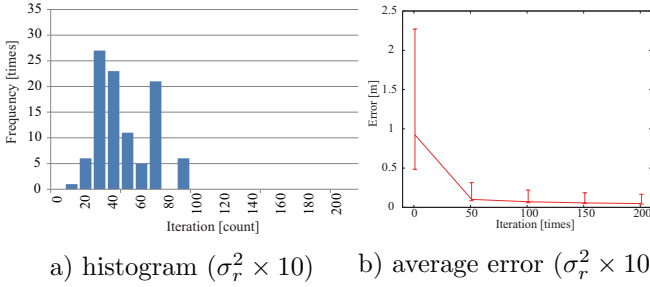 35
30
25
20
15
10
5
0
Frequency [times]
0 20 40 60 80 100 120 140 160 180 200
Iteration [count]
2.5
2
1.5
1
0.5
0
Error [m]
0 50 100 150 200
Iteration [times]
a) histogram (σ_r^2 × 10)
b) average error (σ_r^2 × 10